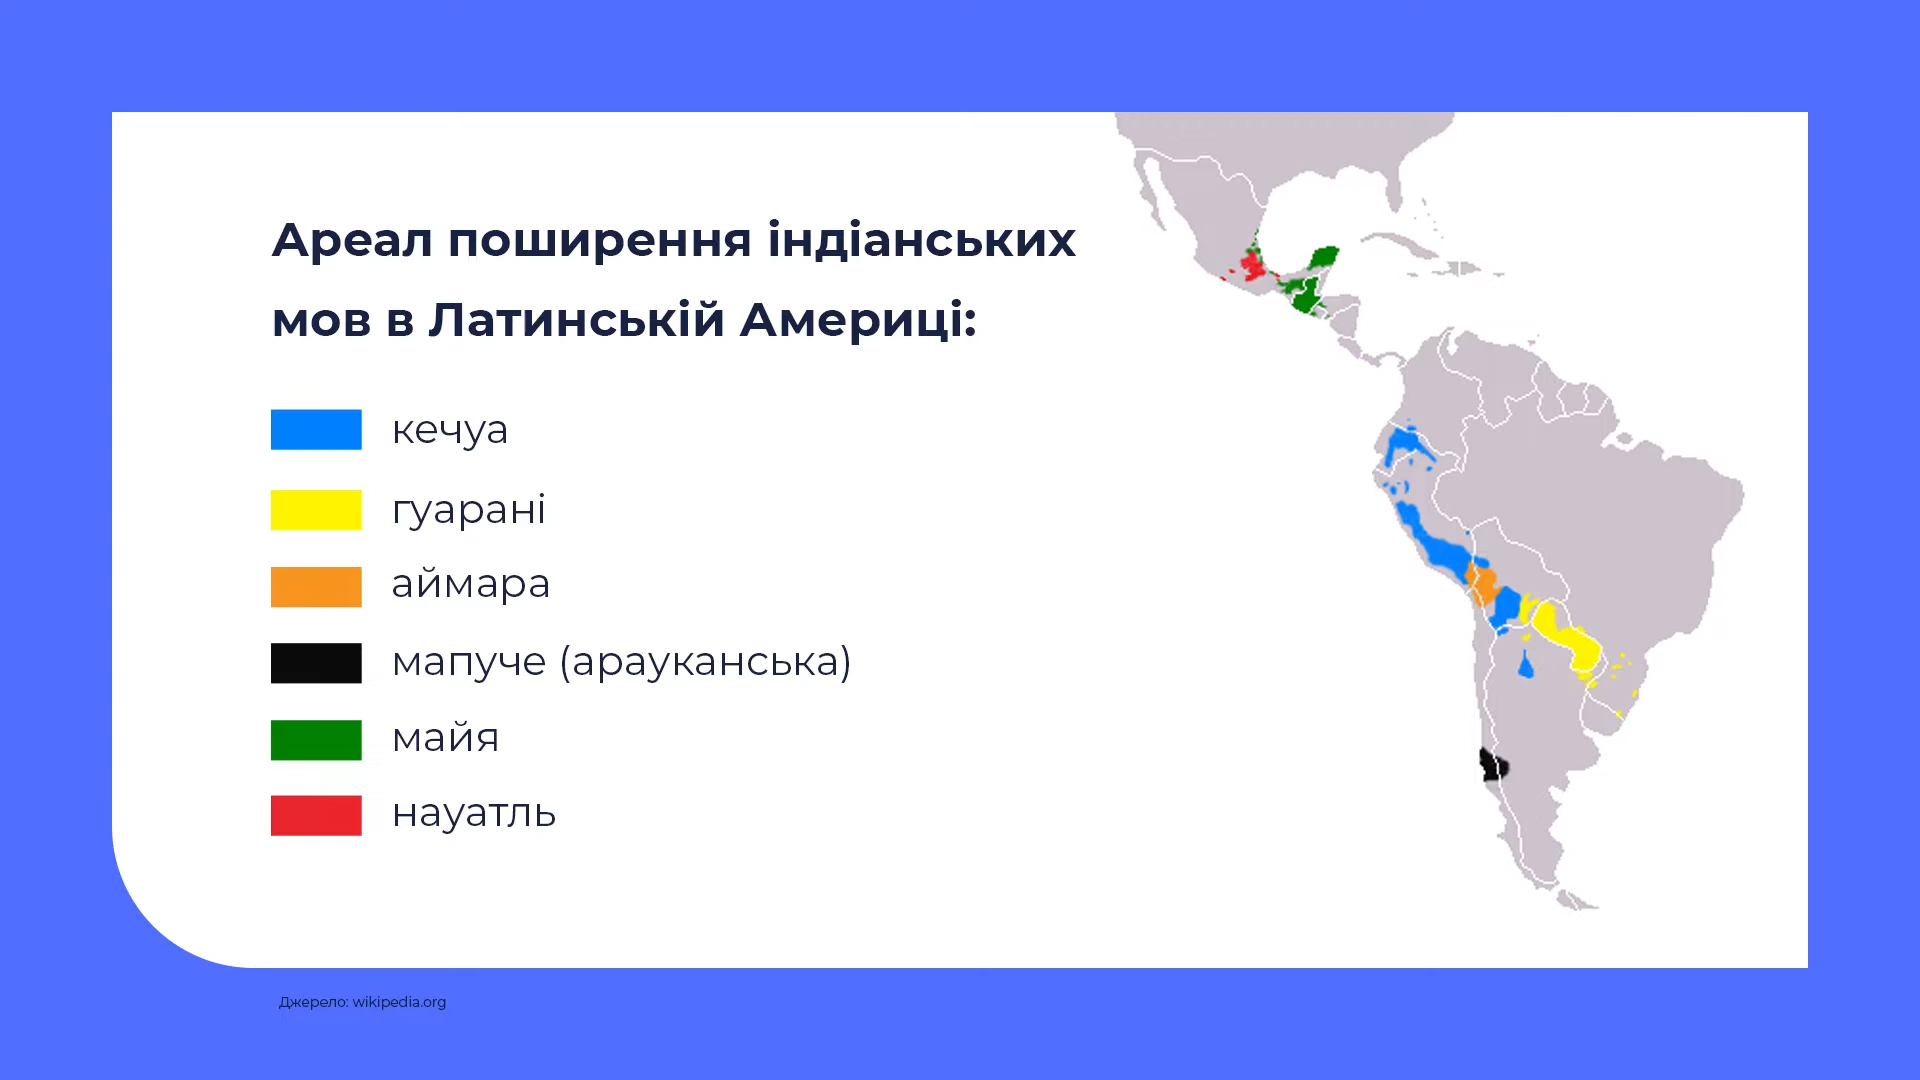 Ареал поширення індіанських
мов в Латинській Америці:
кечуа
гуарані
аймара
мапуче (арауканська)
майя
науатль
Джерело: wikipedia.org